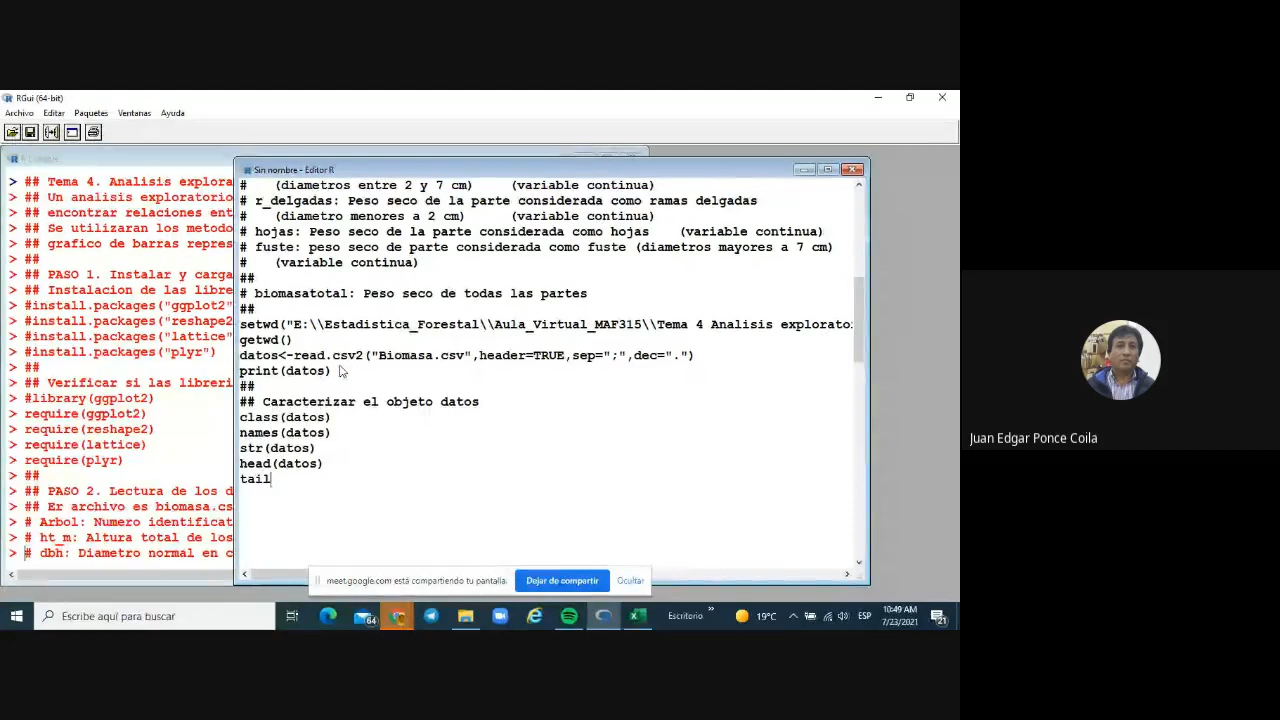 RGui (64-bit)
Archivo Editar Paquetes Ventanas Ayuda
> ## Tema 4. Analisis explora
> ## Un analisis exploratorio
> ## encontrar relaciones ent
> ## Se utilizaran los metodo
> ## grafico de barras repres
> ##
> ## PASO 1. Instalar y carga
> ## Instalacion de las libre
> #install.packages("ggplot2"
> #install.packages("reshape2
> #install.packages("lattice"
> #install.packages("plyr")
> ##
> ## Verificar si las libreri
> #library(ggplot2)
> require(ggplot2)
> require(reshape2)
> require(lattice)
> require(plyr)
> ##
> ## PASO 2. Lectura de los d
> ## Er archivo es biomasa.cs
> # Arbol: Numero identificat
> # ht_m: Altura total de los
> # dbh: Diametro normal en c
Sin nombre - Editor R
#    (diametros entre 2 y 7 cm)     (variable continua)
# r_delgadas: Peso seco de la parte considerada como ramas delgadas
#    (diametro menores a 2 cm)      (variable continua)
# hojas: Peso seco de la parte considerada como hojas    (variable continua)
# fuste: peso seco de parte considerada como fuste (diametros mayores a 7 cm)
#    (variable continua)
##
# biomasatotal: Peso seco de todas las partes
##
setwd("E:\\Estadistica_Forestal\\Aula_Virtual_MAF315\\Tema 4 Analisis explorato
getwd()
datos<-read.csv2("Biomasa.csv",header=TRUE,sep=";",dec=".")
print(datos)
##
## Caracterizar el objeto datos
class(datos)
names(datos)
str(datos)
head(datos)
tail
meet.google.com está compartiendo tu pantalla.
Dejar de compartir
Ocultar
Juan Edgar Ponce Coila
Escribe aquí para buscar
64
Escritorio
19°C
ESP
10:49 AM
7/23/2021
21